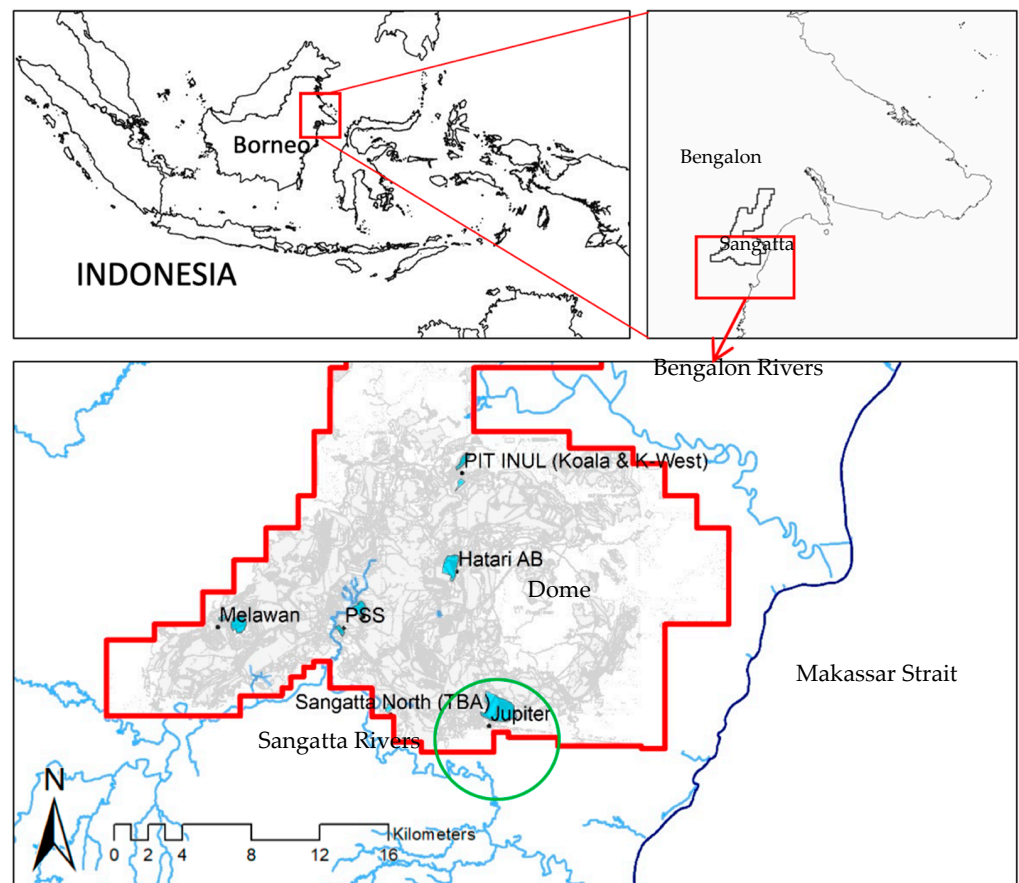 Borneo
INDONESIA
Bengalon
Sangatta
Bengalon Rivers
PIT INUL (Koala & K-West)
Hatari AB
Dome
Melawan
PSS
Makassar Strait
Sangatta North (TBA)
Jupiter
Sangatta Rivers
N
Kilometers
0 2 4 8 12 16